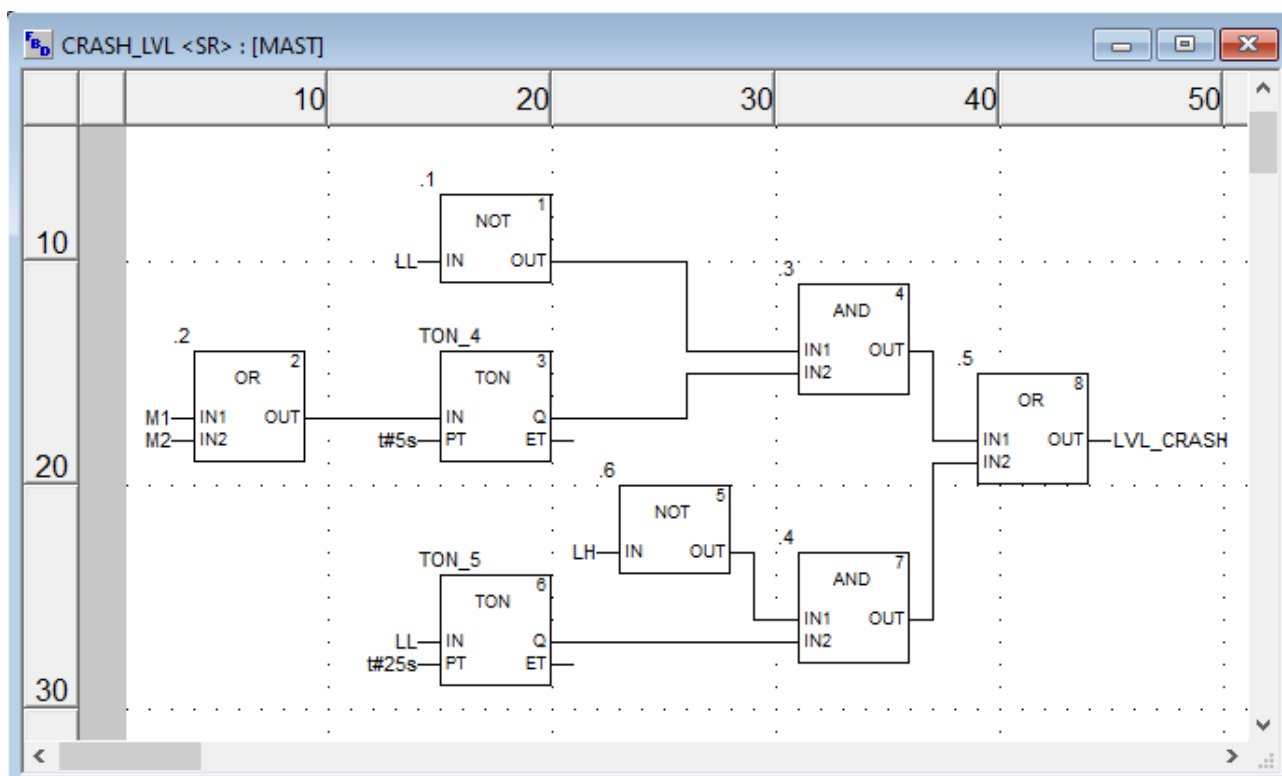 FBD CRASH_LVL <SR> : [MAST]
10 20 30 40 50
.1
1
NOT
10
LL IN OUT
.3
4
AND
.2
TON_4
2
3
OR
TON
IN1 OUT
IN2
.5
8
OR
M1 IN1 OUT
IN Q
M2 IN2
t#5s PT ET
IN1 OUT LVL_CRASH
IN2
20
.6
5
NOT
LH IN OUT
.4
7
AND
TON_5
6
TON
IN1 OUT
IN2
LL IN Q
t#25s PT ET
30